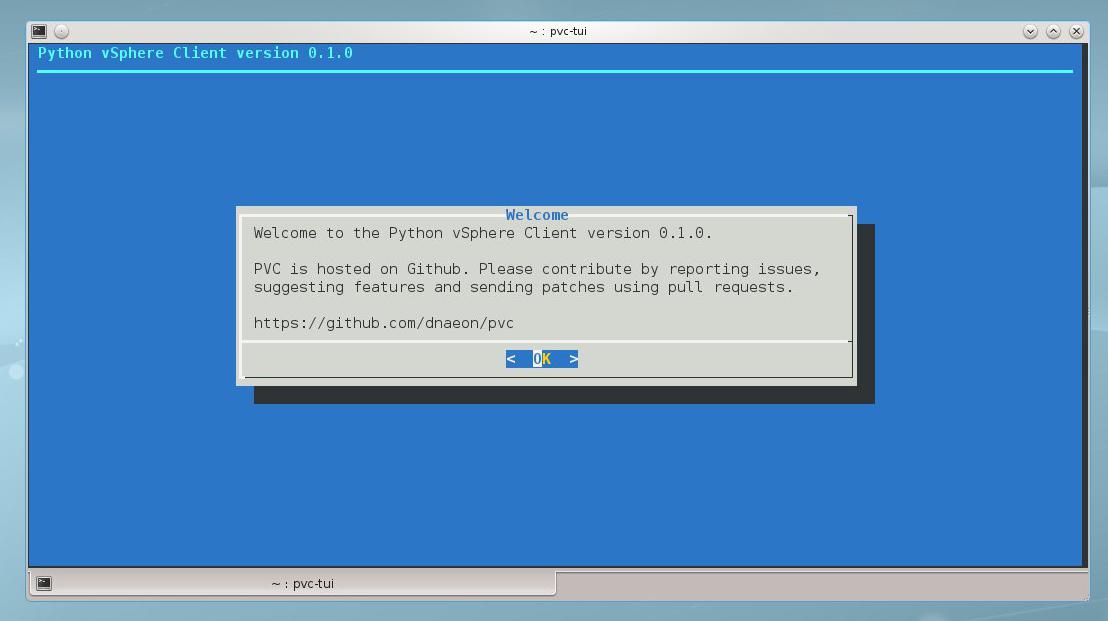 ~ : pvc-tui
Python vSphere Client version 0.1.0
Welcome
Welcome to the Python vSphere Client version 0.1.0.
PVC is hosted on Github. Please contribute by reporting issues,
suggesting features and sending patches using pull requests.
https://github.com/dnaeon/pvc
<  OK  >
~ : pvc-tui